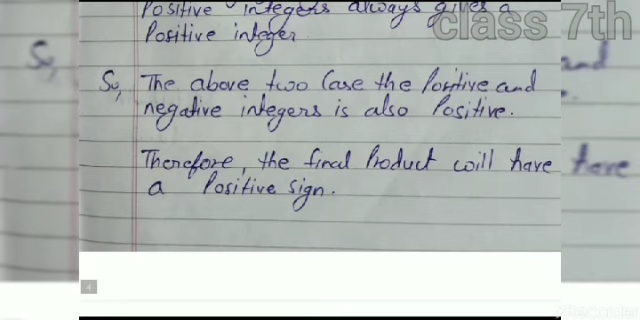 Positive integers always gives a
Positive integer
class 7th
So, The above two Case the Positive and
negative integers is also Positive.
Therefore, the final Product will have
a Positive sign.
4